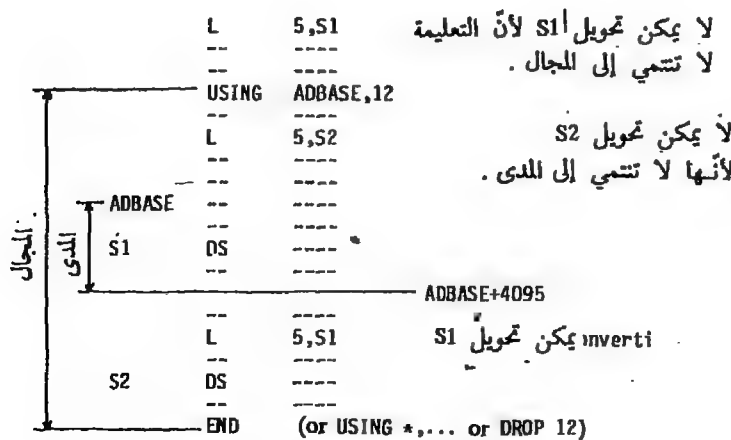 L 5,S1 لا يمكن تحويل S1 لأنّ التعليمة
-- ----
-- ---- لا تنتمي إلى المجال .
USING ADBASE,12
-- ----
L 5,S2 لا يمكن تحويل S2
-- ----
-- ---- لأنّها لا تنتمي إلى المدى .
ADBASE -- ----
-- ----
S1 DS ----
-- ----
المجال
المدى
ADBASE+4095
-- ----
L 5,S1 يمكن تحويل S1 nverti
-- ----
S2 DS ----
-- ----
END (or USING *,... or DROP 12)